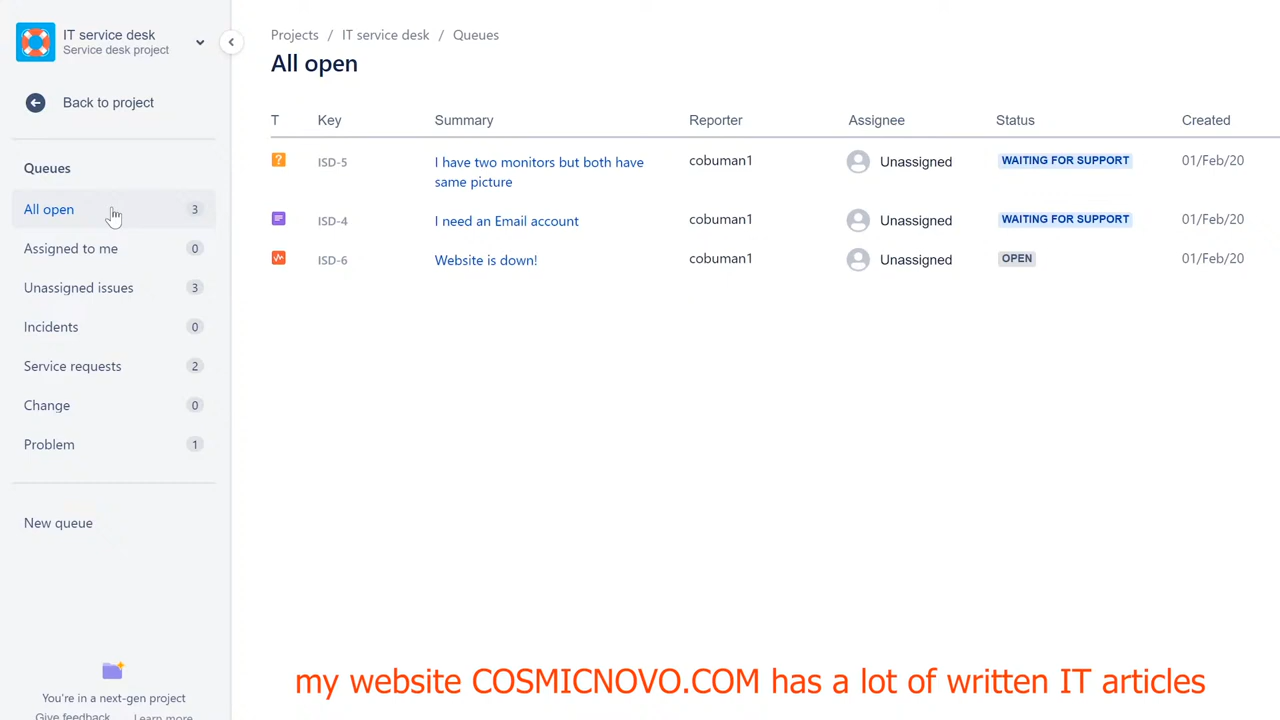 IT service desk
Service desk project
Back to project
Queues
All open 3
Assigned to me 0
Unassigned issues 3
Incidents 0
Service requests 2
Change 0
Problem 1
New queue
You're in a next-gen project
Give feedback Learn more
Projects / IT service desk / Queues
All open
T Key Summary Reporter Assignee Status Created
? ISD-5 I have two monitors but both have cobuman1 Unassigned WAITING FOR SUPPORT 01/Feb/20
same picture
ISD-4 I need an Email account cobuman1 Unassigned WAITING FOR SUPPORT 01/Feb/20
ISD-6 Website is down! cobuman1 Unassigned OPEN 01/Feb/20
my website COSMICNOVO.COM has a lot of written IT articles